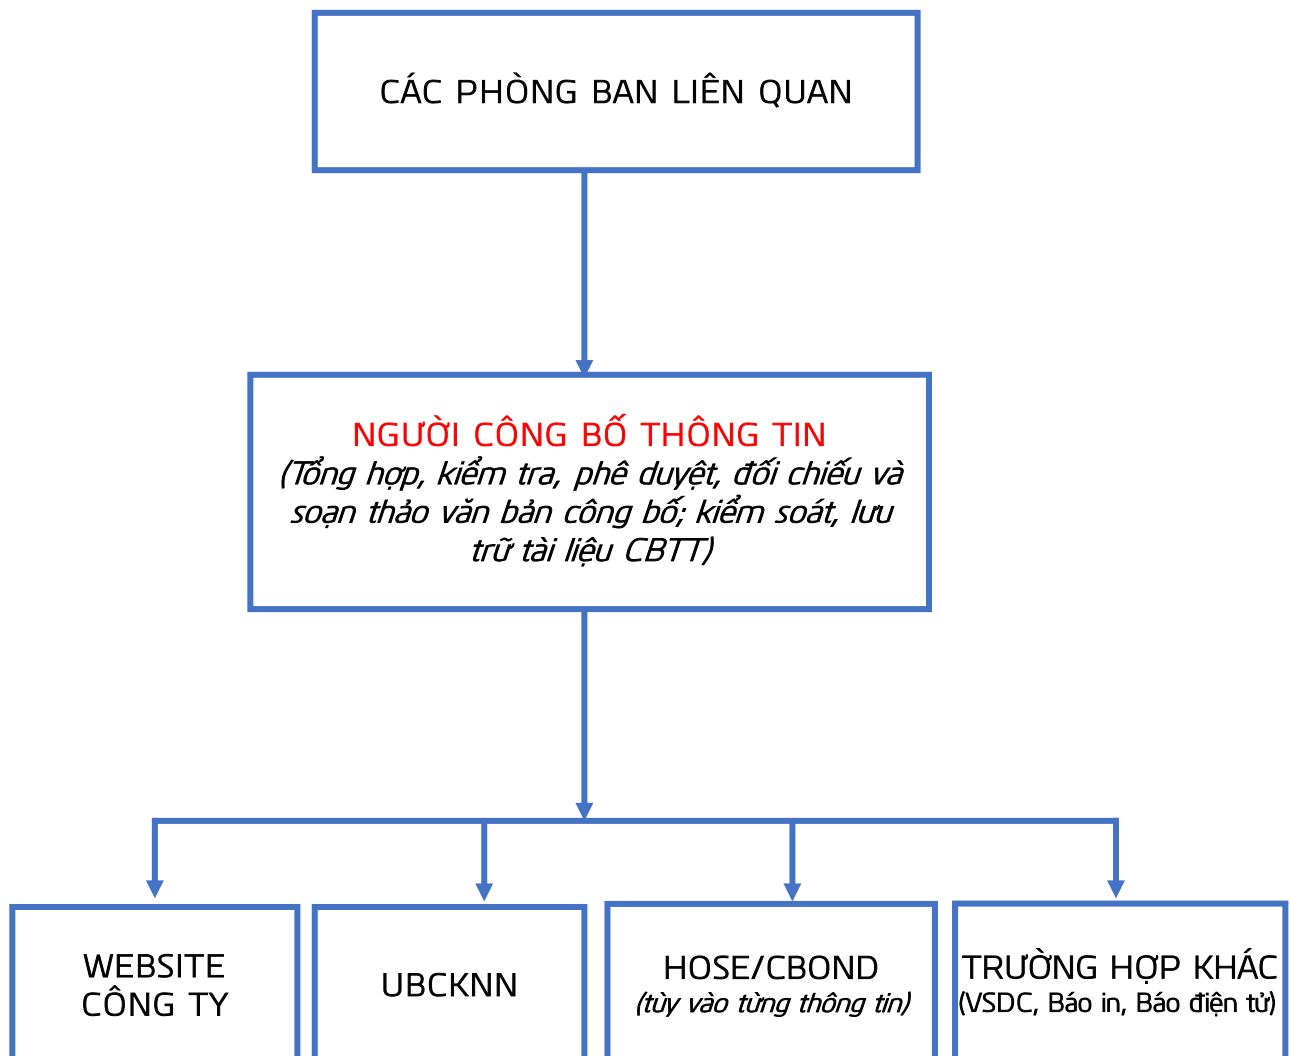 CÁC PHÒNG BAN LIÊN QUAN
NGƯỜI CÔNG BỐ THÔNG TIN
(Tổng hợp, kiểm tra, phê duyệt, đối chiếu và
soạn thảo văn bản công bố; kiểm soát, lưu
trữ tài liệu CBTT)
WEBSITE
CÔNG TY
UBCKNN
HOSE/CBOND
(tùy vào từng thông tin)
TRƯỜNG HỢP KHÁC
(VSDC, Báo in, Báo điện tử)